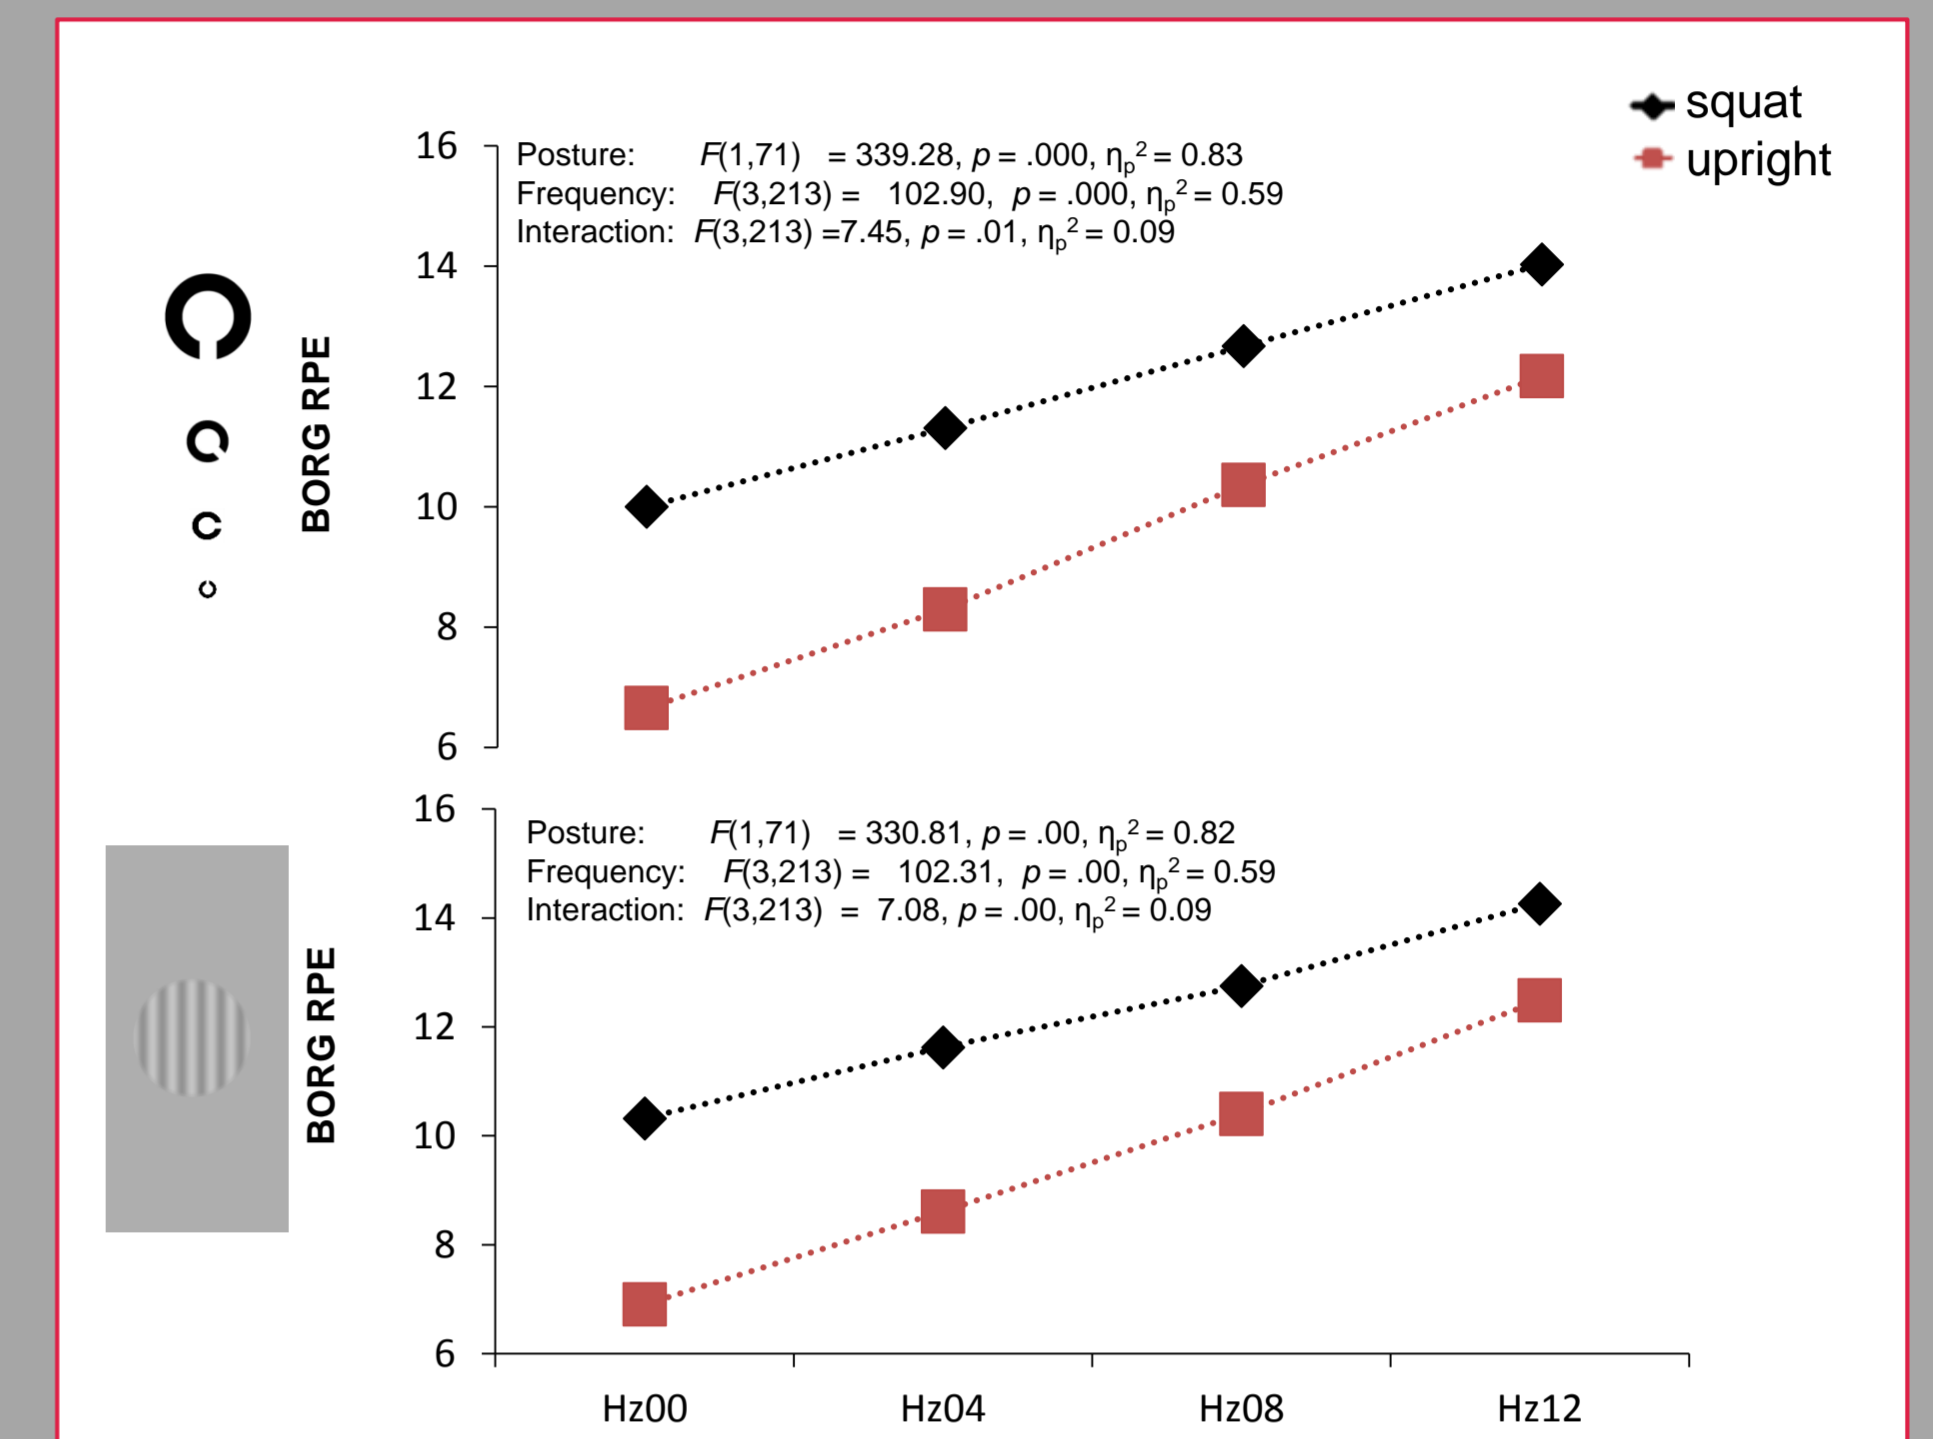 squat
upright
16
Posture: F(1,71) = 339.28, p = .000, ηp² = 0.83
Frequency: F(3,213) = 102.90, p = .000, ηp² = 0.59
Interaction: F(3,213) =7.45, p = .01, ηp² = 0.09
14
12
10
8
6
BORG RPE
16
Posture: F(1,71) = 330.81, p = .00, ηp² = 0.82
Frequency: F(3,213) = 102.31, p = .00, ηp² = 0.59
Interaction: F(3,213) = 7.08, p = .00, ηp² = 0.09
14
12
10
8
6
BORG RPE
Hz00 Hz04 Hz08 Hz12